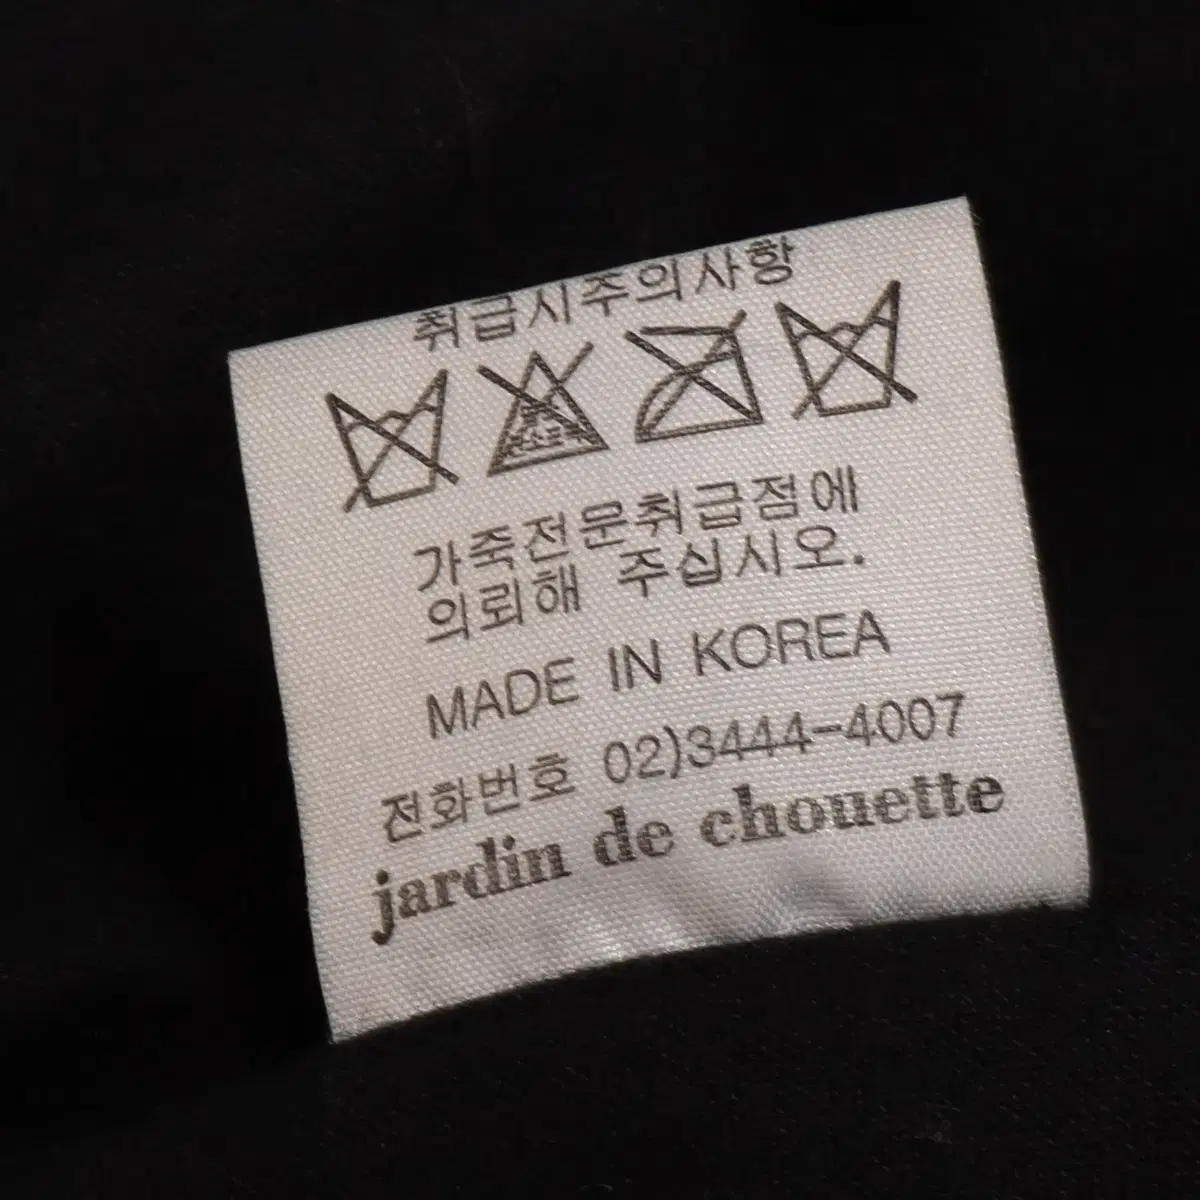 취급시주의사항
가죽전문취급점에
의뢰해 주십시오.
MADE IN KOREA
전화번호 02)3444-4007
jardin de chouette